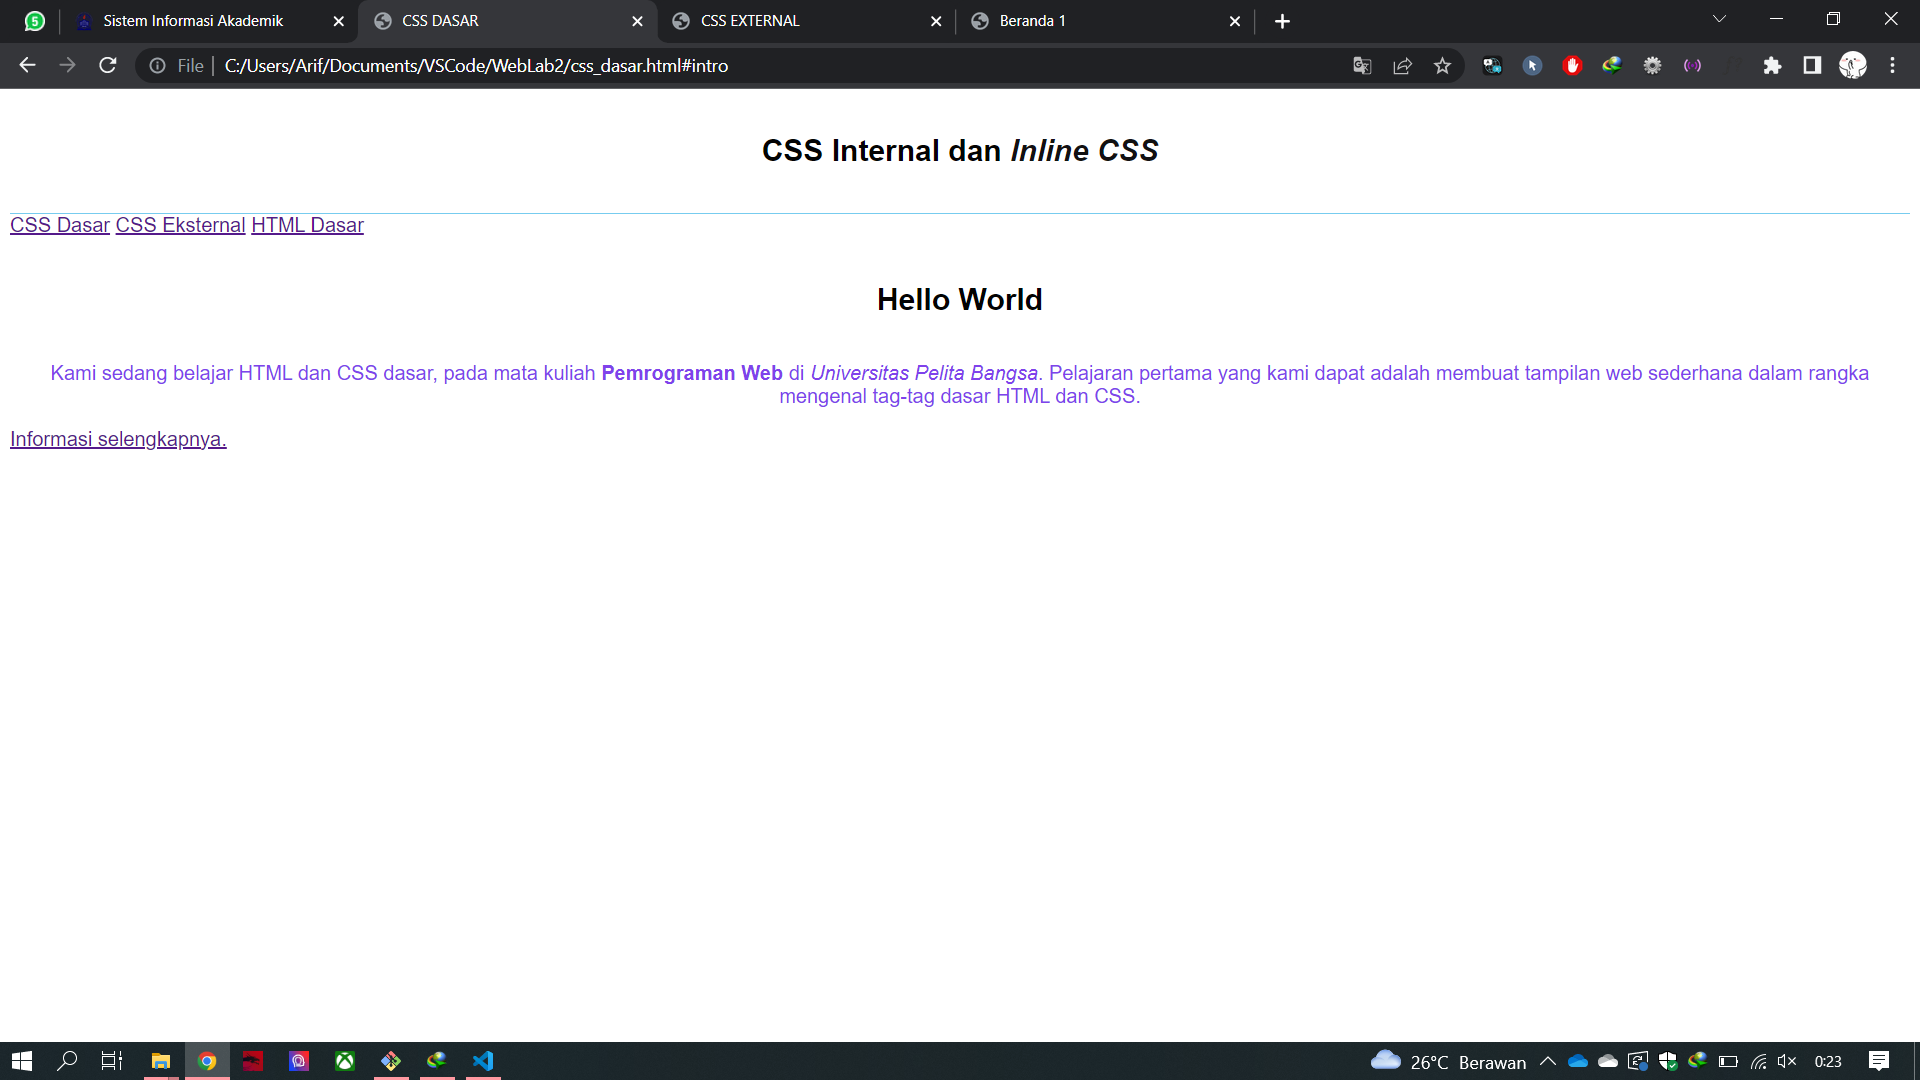 5
Sistem Informasi Akademik
CSS DASAR
CSS EXTERNAL
Beranda 1
File
C:/Users/Arif/Documents/VSCode/WebLab2/css_dasar.html#intro
CSS Internal dan Inline CSS
CSS Dasar CSS Eksternal HTML Dasar
Hello World
Kami sedang belajar HTML dan CSS dasar, pada mata kuliah Pemrograman Web di Universitas Pelita Bangsa. Pelajaran pertama yang kami dapat adalah membuat tampilan web sederhana dalam rangka
mengenal tag-tag dasar HTML dan CSS.
Informasi selengkapnya.
26°C Berawan
0:23